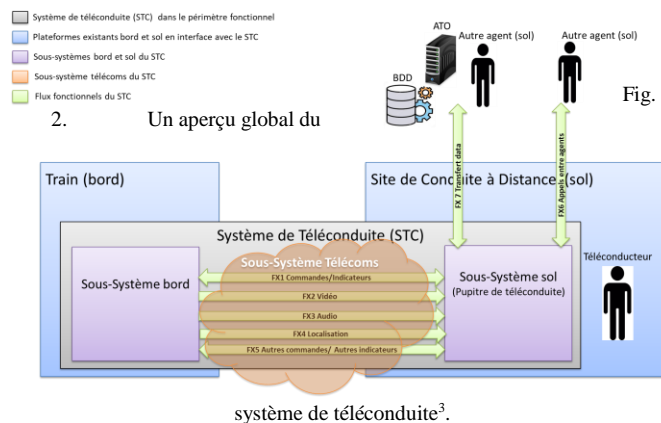 Système de téléconduite (STC) dans le périmètre fonctionnel
Plateformes existants bord et sol en interface avec le STC
Sous-systèmes bord et sol du STC
Sous-système télécoms du STC
Flux fonctionnels du STC
ATO
Autre agent (sol)
Autre agent (sol)
BDD
Fig.
2. Un aperçu global du
Train (bord)
Site de Conduite à Distance (sol)
FX 7 Transfert data
FX6 Appels entre agents
Système de Téléconduite (STC)
Sous-Système Télécoms
Téléconducteur
Sous-Système bord
Sous-Système sol
(Pupitre de téléconduite)
FX1 Commandes/Indicateurs
FX2 Vidéo
FX3 Audio
FX4 Localisation
FX5 Autres commandes/ Autres indicateurs
système de téléconduite³.